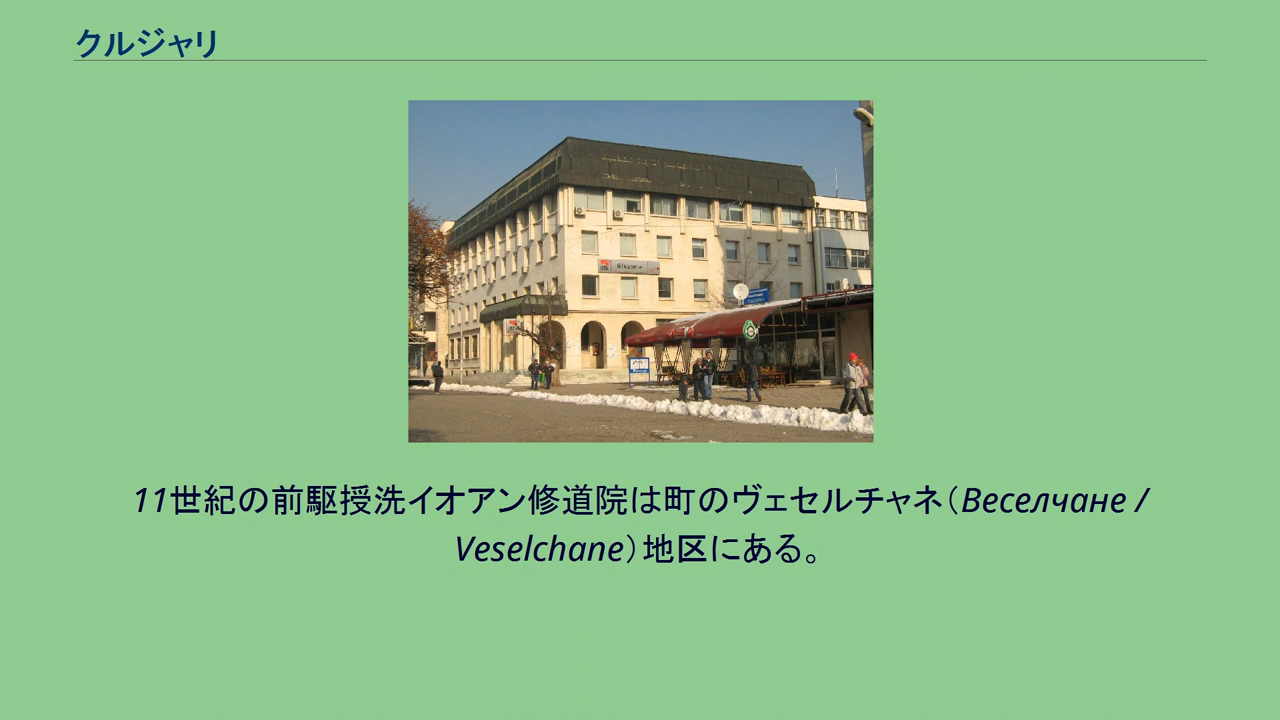 クルジャリ
11世紀の前駆授洗イオアン修道院は町のヴェセルチャネ（Веселчане /
Veselchane）地区にある。